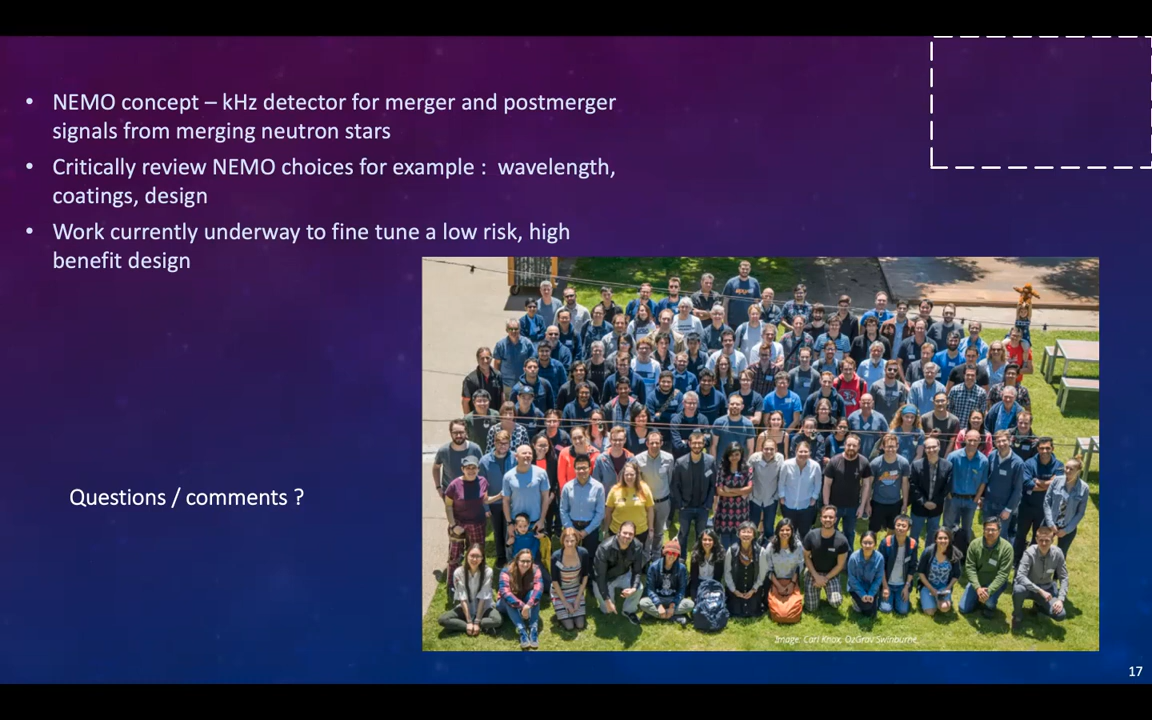 • NEMO concept – kHz detector for merger and postmerger
signals from merging neutron stars
• Critically review NEMO choices for example : wavelength,
coatings, design
• Work currently underway to fine tune a low risk, high
benefit design
Questions / comments ?
Image: Carl Knox, OzGrav Swinburne
17